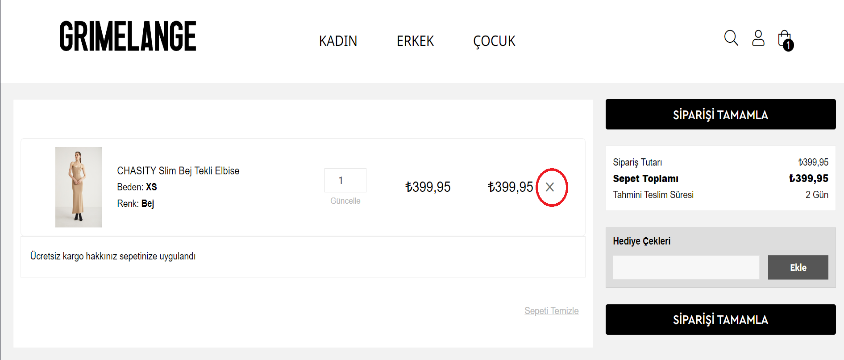 GRIMELANGE
KADIN ERKEK ÇOCUK
1
CHASITY Slim Bej Tekli Elbise
Beden: XS
Renk: Bej
1
Güncelle
₺399,95 ₺399,95 X
Ücretsiz kargo hakkınız sepetinize uygulandı
Sepeti Temizle
SİPARİŞİ TAMAMLA
Sipariş Tutarı ₺399,95
Sepet Toplamı ₺399,95
Tahmini Teslim Süresi 2 Gün
Hediye Çekleri
Ekle
SİPARİŞİ TAMAMLA